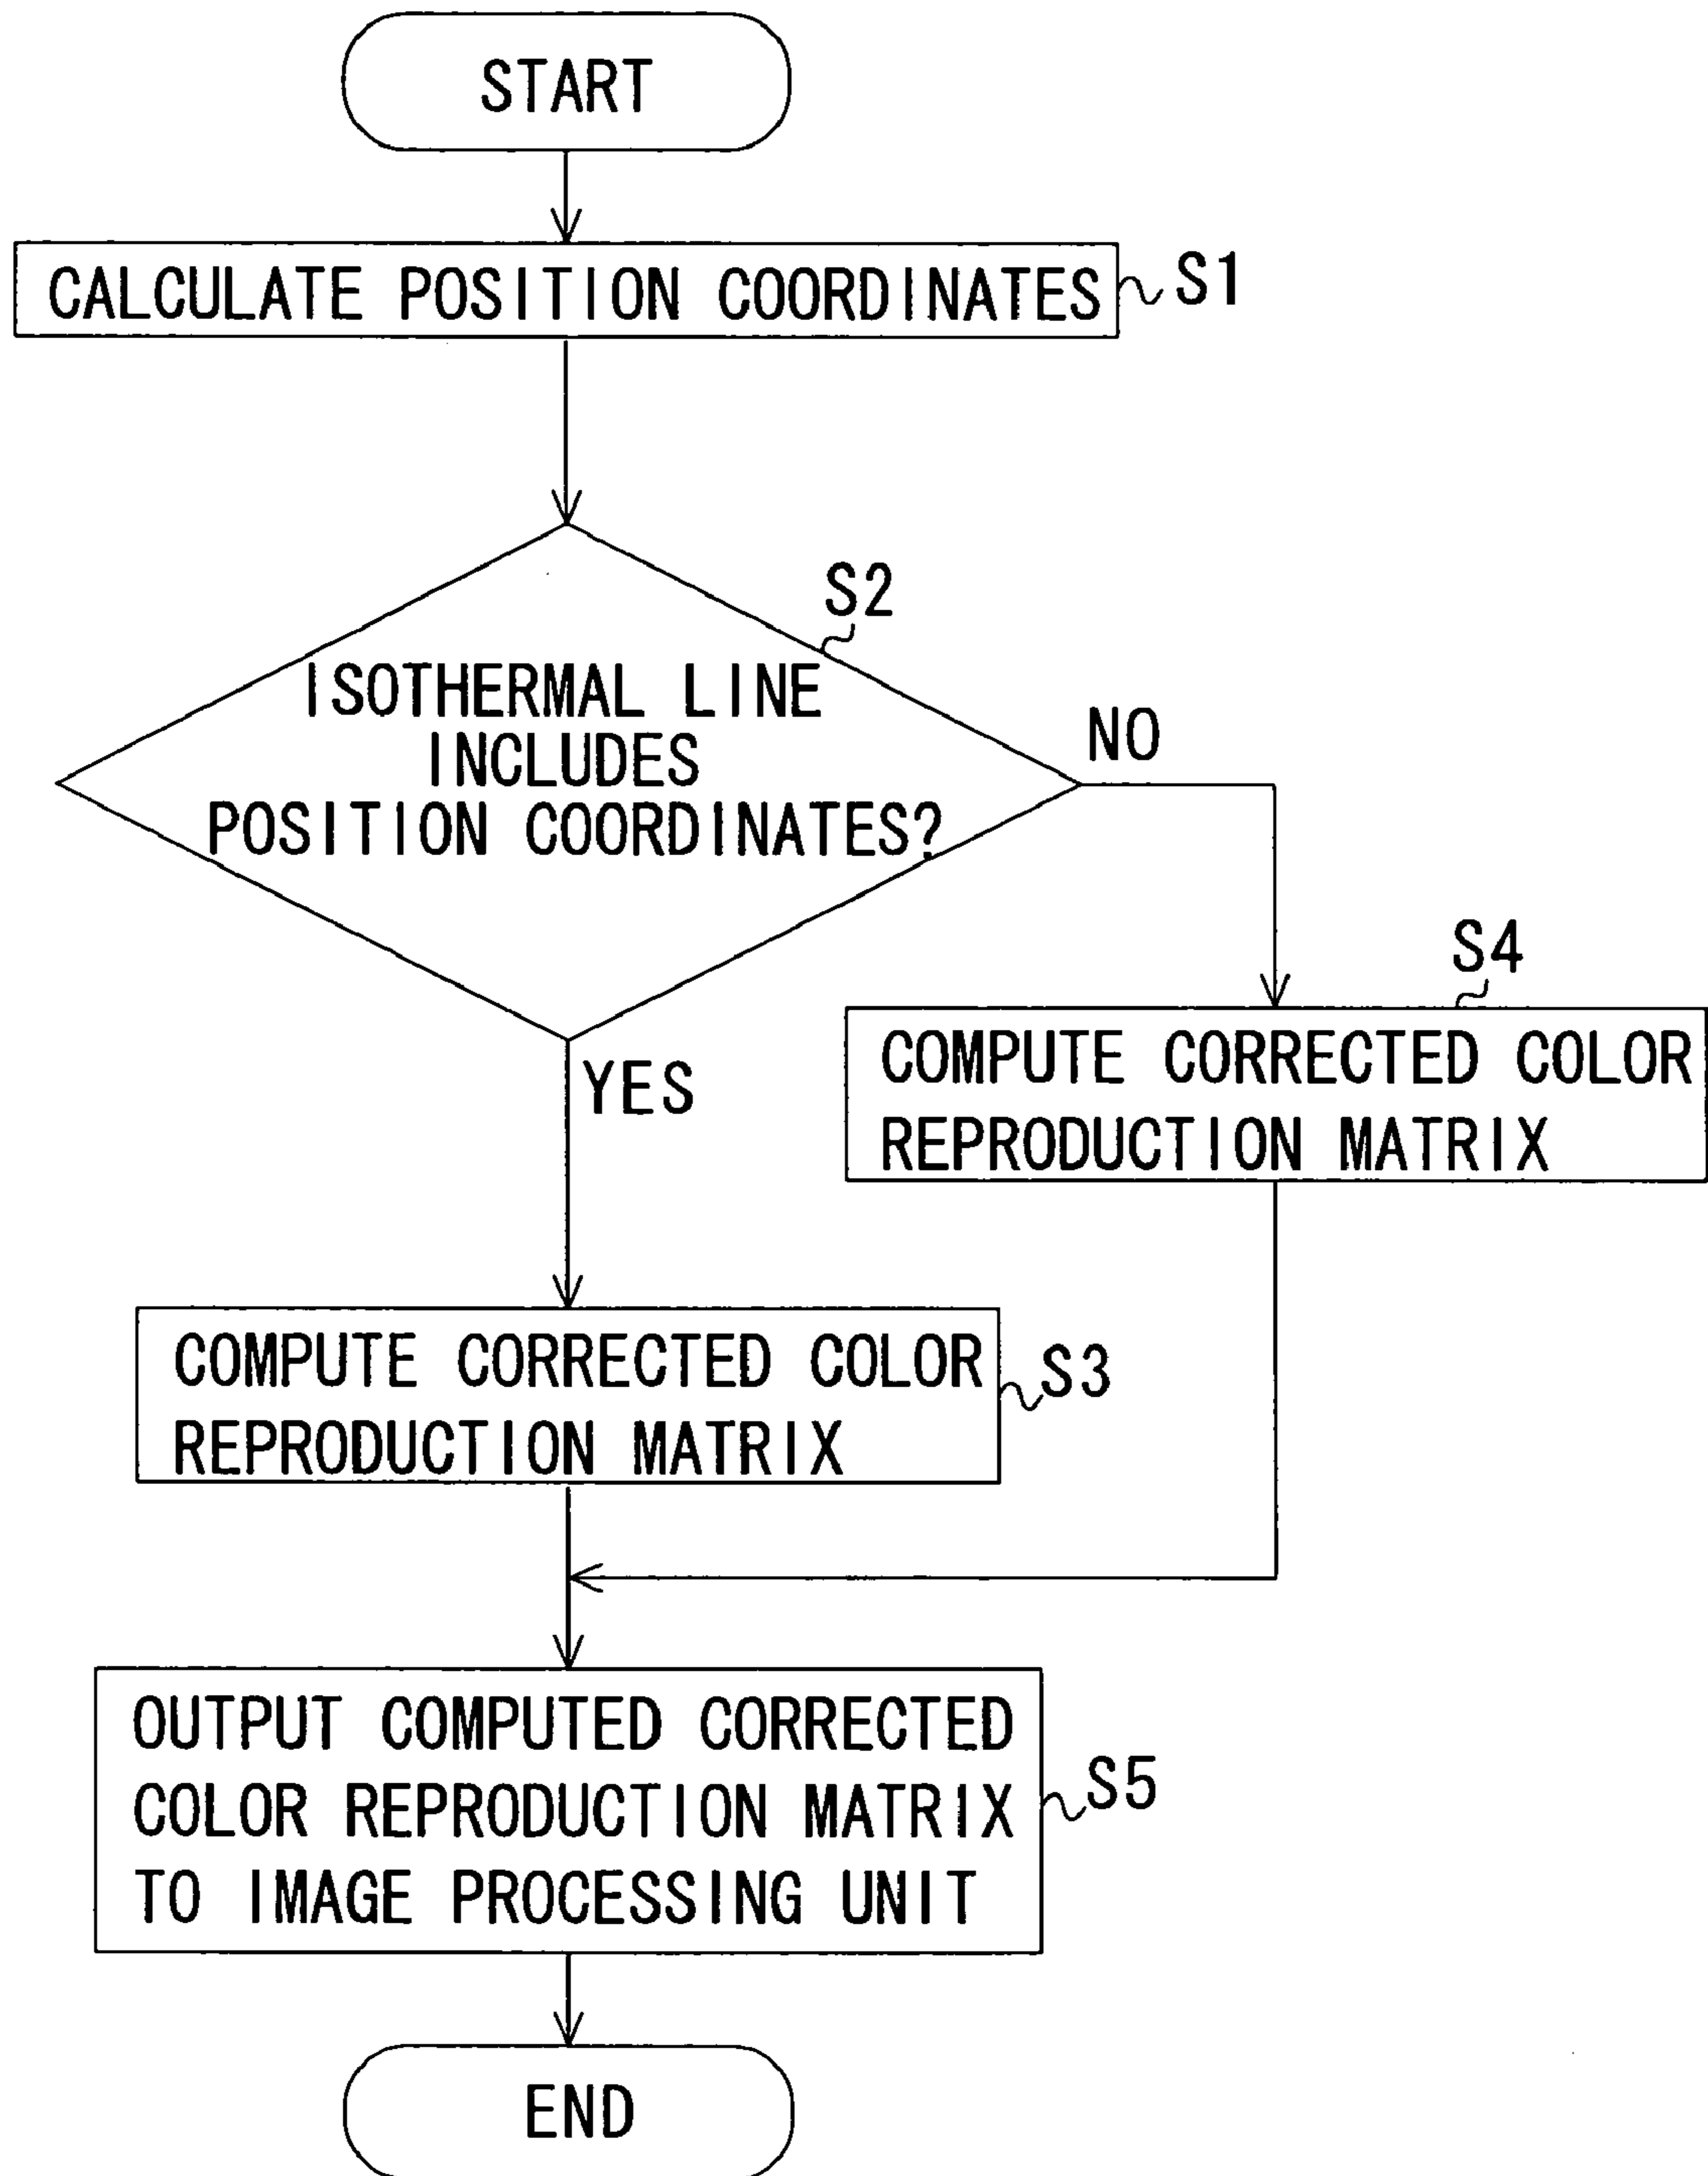 START
CALCULATE POSITION COORDINATES
S1
S2
ISOTHERMAL LINE
INCLUDES
POSITION COORDINATES?
NO
S4
COMPUTE CORRECTED COLOR
REPRODUCTION MATRIX
YES
COMPUTE CORRECTED COLOR
REPRODUCTION MATRIX
S3
OUTPUT COMPUTED CORRECTED
COLOR REPRODUCTION MATRIX
TO IMAGE PROCESSING UNIT
S5
END